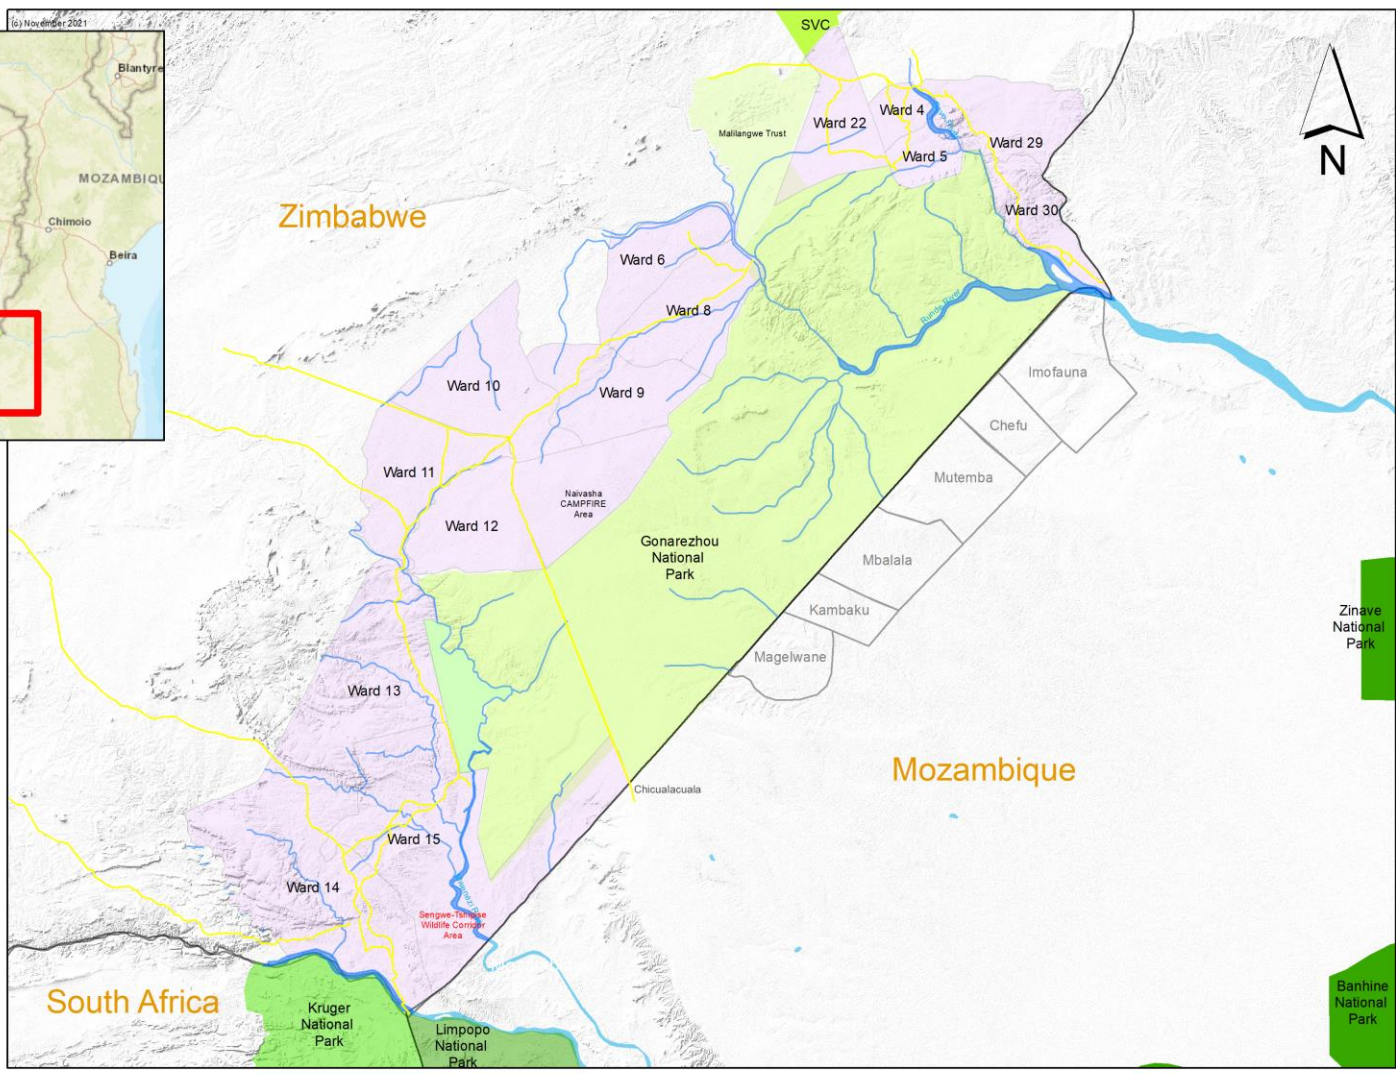 (c) November 2021
SVC
Blantyre
MOZAMBIQU
Chimoio
Beira
N
Zimbabwe
Malilangwe Trust
Ward 22
Ward 4
Ward 5
Ward 29
Ward 30
Ward 6
Ward 8
Runde River
Ward 10
Ward 9
Imofauna
Chefu
Ward 11
Mutemba
Naivasha
CAMPFIRE
Area
Ward 12
Gonarezhou
National
Park
Mbalala
Kambaku
Zinave
National
Park
Magelwane
Ward 13
Mozambique
Chicualacuala
Ward 15
Ward 14
Wildlife Corridor
Area
South Africa
Kruger
National
Park
Limpopo
National
Park
Banhine
National
Park